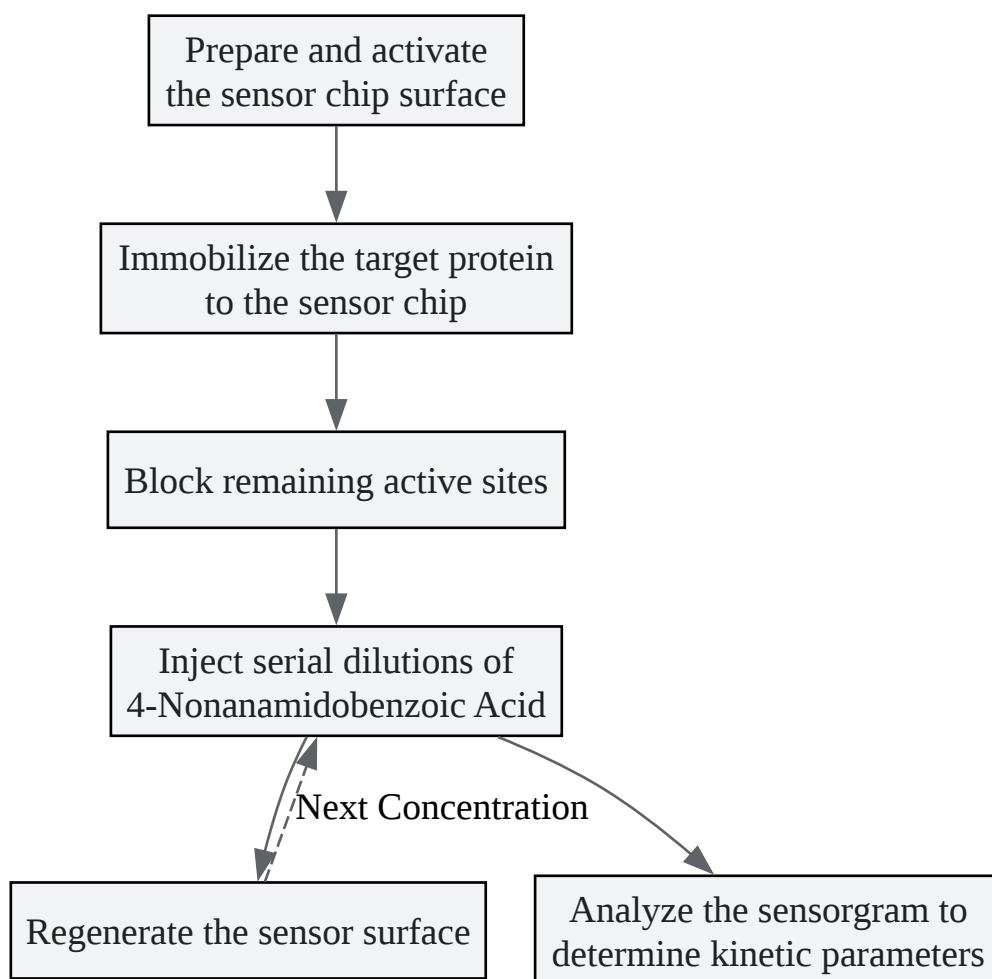 Prepare and activate
the sensor chip surface
Immobilize the target protein
to the sensor chip
Block remaining active sites
Inject serial dilutions of
4-Nonanamidobenzoic Acid
Next Concentration
Regenerate the sensor surface
Analyze the sensorgram to
determine kinetic parameters